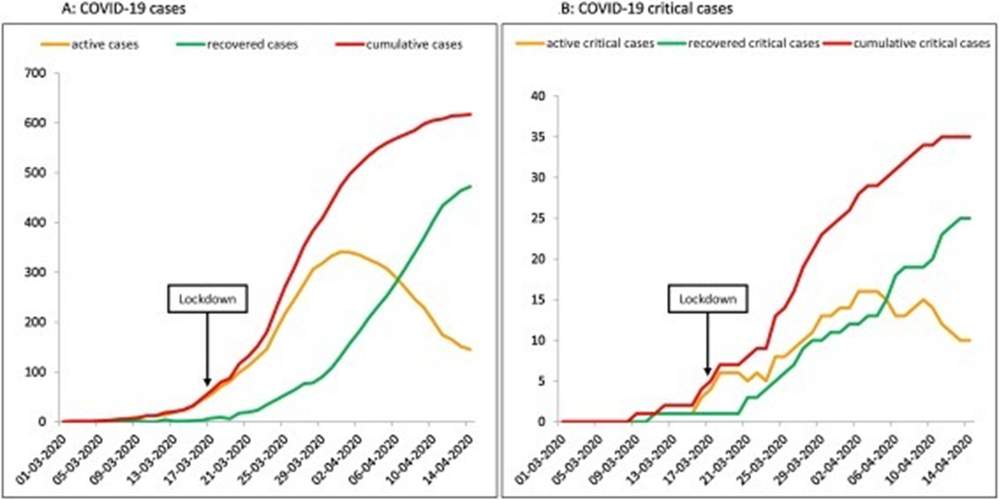 A: COVID-19 cases
active cases recovered cases cumulative cases
700
600
500
400
300
200
100
0
Lockdown
01-03-2020 05-03-2020 09-03-2020 13-03-2020 17-03-2020 21-03-2020 25-03-2020 29-03-2020 02-04-2020 06-04-2020 10-04-2020 14-04-2020
.B: COVID-19 critical cases
active critical cases recovered critical cases cumulative critical cases
40
35
30
25
20
15
10
5
0
Lockdown
01-03-2020 05-03-2020 09-03-2020 13-03-2020 17-03-2020 21-03-2020 25-03-2020 29-03-2020 02-04-2020 06-04-2020 10-04-2020 14-04-2020